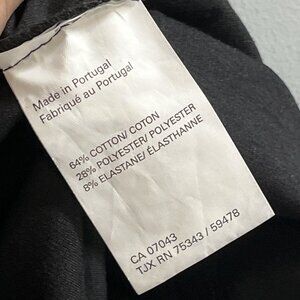 Made in Portugal
Fabriqué au Portugal
64% COTTON/ COTON
28% POLYESTER/ POLYESTER
8% ELASTANE/ ÉLASTHANNE
CA 07043
TJX RN 75343 / 59478